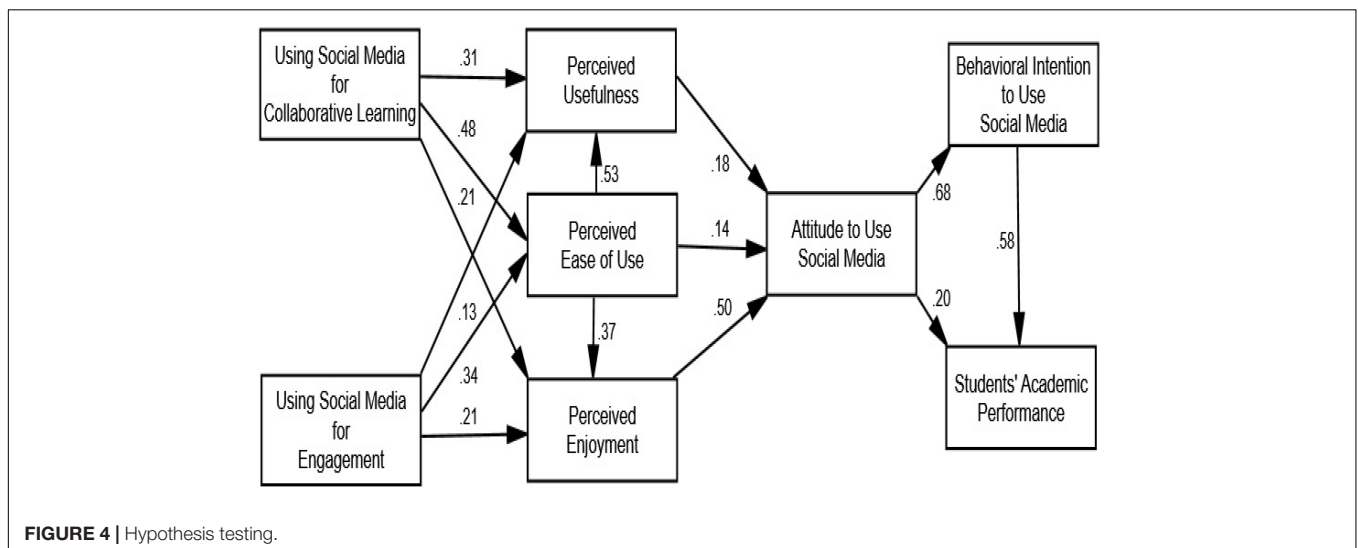 Using Social Media
for
Collaborative Learning
.31
.48
.21
Perceived
Usefulness
.53
Perceived
Ease of Use
.37
Perceived
Enjoyment
Using Social Media
for
Engagement
.13
.34
.21
.18
.14
.50
Attitude to Use
Social Media
.68
.20
Behavioral Intention
to Use
Social Media
.58
Students' Academic
Performance
FIGURE 4 | Hypothesis testing.